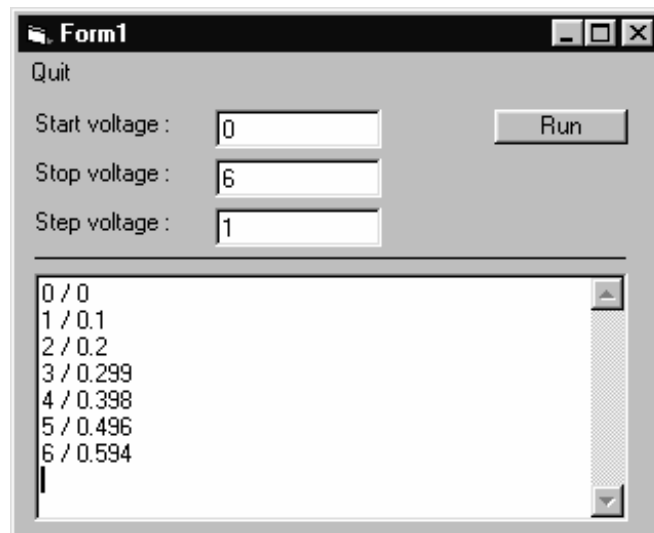 Form1
Quit
Start voltage : 0 Run
Stop voltage : 6
Step voltage : 1
0 / 0
1 / 0.1
2 / 0.2
3 / 0.299
4 / 0.398
5 / 0.496
6 / 0.594